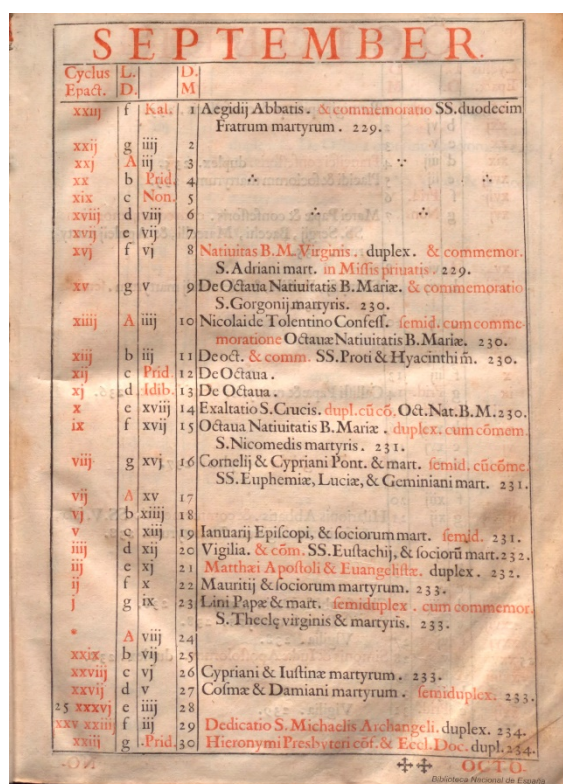 SEPTEMBER.
Cyclus L. D.
Epact. D. M
xxiij f Kal. 1 Aegidij Abbatis. & commemoratio SS. duodecim
Fratrum martyrum. 229.
xxij g iiij 2
xxj A iij 3
xx b Prid. 4
xix c Non. 5
xviij d viij 6
xvij e vij 7
xvj f vj 8 Natiuitas B. M. Virginis. duplex. & commemor.
S. Adriani mart. in Missis priuatis. 229.
xv g v 9 De Octaua Natiuitatis B. Mariæ. & commemoratio
S. Gorgonij martyris. 230.
xiiij A iiij 10 Nicolai de Tolentino Confess. semid. cum comme-
moratione Octauæ Natiuitatis B. Mariæ. 230.
xiij b iij 11 De oct. & comm. SS. Proti & Hyacinthi m̃. 230.
xij c Prid. 12 De Octaua.
xj d Idib. 13 De Octaua.
x e xviij 14 Exaltatio S. Crucis. dupl. cū cõ. Oct. Nat. B. M. 230.
ix f xvij 15 Octaua Natiuitatis B. Mariæ. duplex. cum cõmem.
S. Nicomedis martyris. 231.
viij g xvj 16 Cornelij & Cypriani Pont. & mart. semid. cū cõme.
SS. Euphemiæ, Luciæ, & Geminiani mart. 231.
vij A xv 17
vj b xiiij 18
v c xiij 19 Ianuarij Episcopi, & sociorum mart. semid. 231.
iiij d xij 20 Vigilia. & cõm. SS. Eustachij, & sociorū mart. 232.
iij e xj 21 Matthæi Apostoli & Euangelistæ. duplex. 232.
ij f x 22 Mauritij & sociorum martyrum. 233.
j g ix 23 Lini Papæ & mart. semiduplex. cum commemor.
S. Theclę virginis & martyris. 233.
* A viij 24
xxix b vij 25
xxviij c vj 26 Cypriani & Iustinæ martyrum. 233.
xxvij d v 27 Cosmæ & Damiani martyrum. semiduplex. 233.
25 xxxvj e iiij 28
xxv xxiiij f iij 29 Dedicatio S. Michaelis Archangeli. duplex. 234.
xxiij g Prid. 30 Hieronymi Presbyteri cõf. & Eccl. Doc. dupl. 234.
OCTO-
Biblioteca Nacional de España